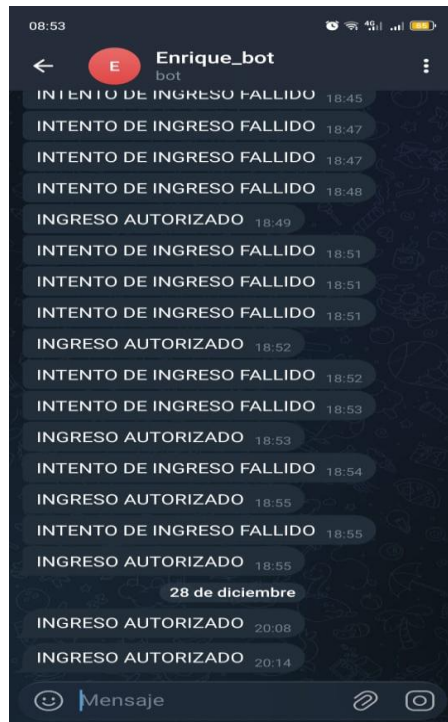 08:53
4G 85
E
Enrique_bot
bot
INTENTO DE INGRESO FALLIDO 18:45
INTENTO DE INGRESO FALLIDO 18:47
INTENTO DE INGRESO FALLIDO 18:47
INTENTO DE INGRESO FALLIDO 18:48
INGRESO AUTORIZADO 18:49
INTENTO DE INGRESO FALLIDO 18:51
INTENTO DE INGRESO FALLIDO 18:51
INTENTO DE INGRESO FALLIDO 18:51
INGRESO AUTORIZADO 18:52
INTENTO DE INGRESO FALLIDO 18:52
INTENTO DE INGRESO FALLIDO 18:53
INGRESO AUTORIZADO 18:53
INTENTO DE INGRESO FALLIDO 18:54
INGRESO AUTORIZADO 18:55
INTENTO DE INGRESO FALLIDO 18:55
INGRESO AUTORIZADO 18:55
28 de diciembre
INGRESO AUTORIZADO 20:08
INGRESO AUTORIZADO 20:14
Mensaje